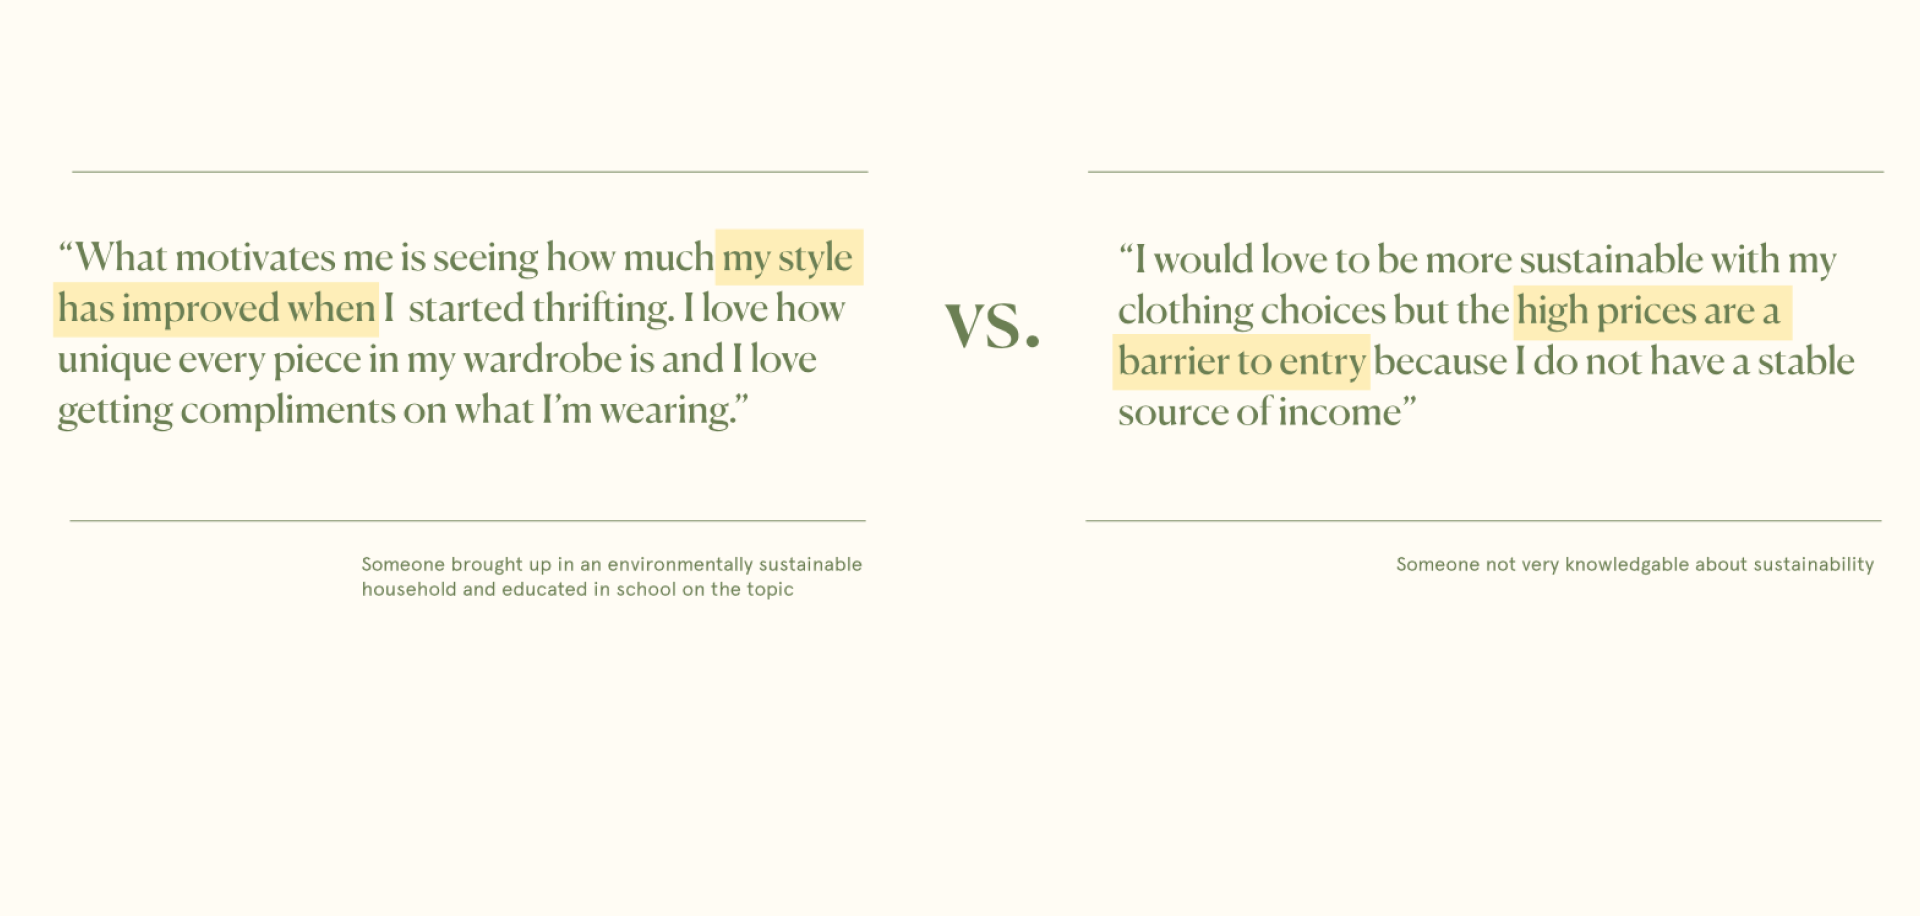 “What motivates me is seeing how much my style
has improved when I started thrifting. I love how
unique every piece in my wardrobe is and I love
getting compliments on what I’m wearing.”
Someone brought up in an environmentally sustainable
household and educated in school on the topic
vs.
“I would love to be more sustainable with my
clothing choices but the high prices are a
barrier to entry because I do not have a stable
source of income”
Someone not very knowledgable about sustainability